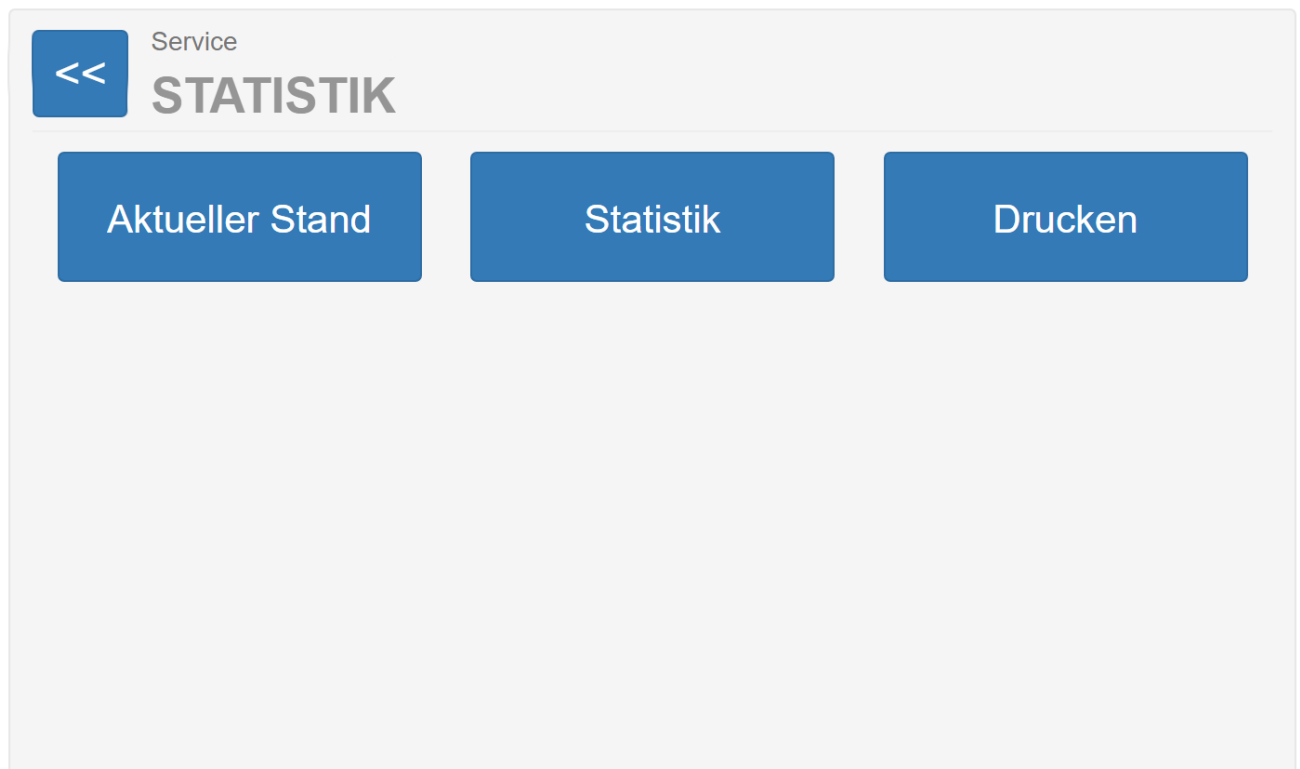 <<
Service
STATISTIK
Aktueller Stand
Statistik
Drucken